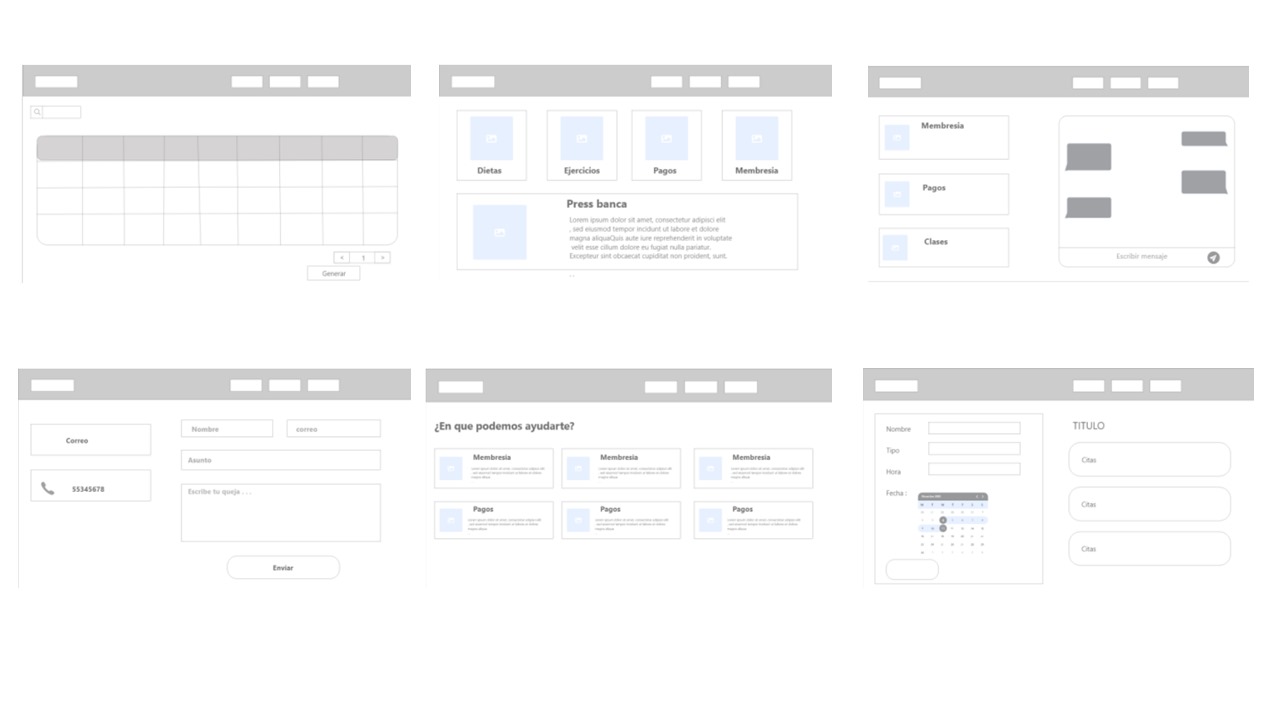 <
1
>
Generar
Dietas
Ejercicios
Pagos
Membresia
Press banca
Lorem ipsum dolor sit amet, consectetur adipisci elit
, sed eiusmod tempor incidunt ut labore et dolore
magna aliquaQuis aute iure reprehenderit in voluptate
velit esse cillum dolore eu fugiat nulla pariatur.
Excepteur sint obcaecat cupiditat non proident, sunt.
Membresia
Pagos
Clases
Escribir mensaje
Correo
55345678
Nombre
correo
Asunto
Escribe tu queja . . .
Enviar
¿En que podemos ayudarte?
Membresia
Membresia
Membresia
Pagos
Pagos
Pagos
Nombre
Tipo
Hora
Fecha :
TITULO
Citas
Citas
Citas